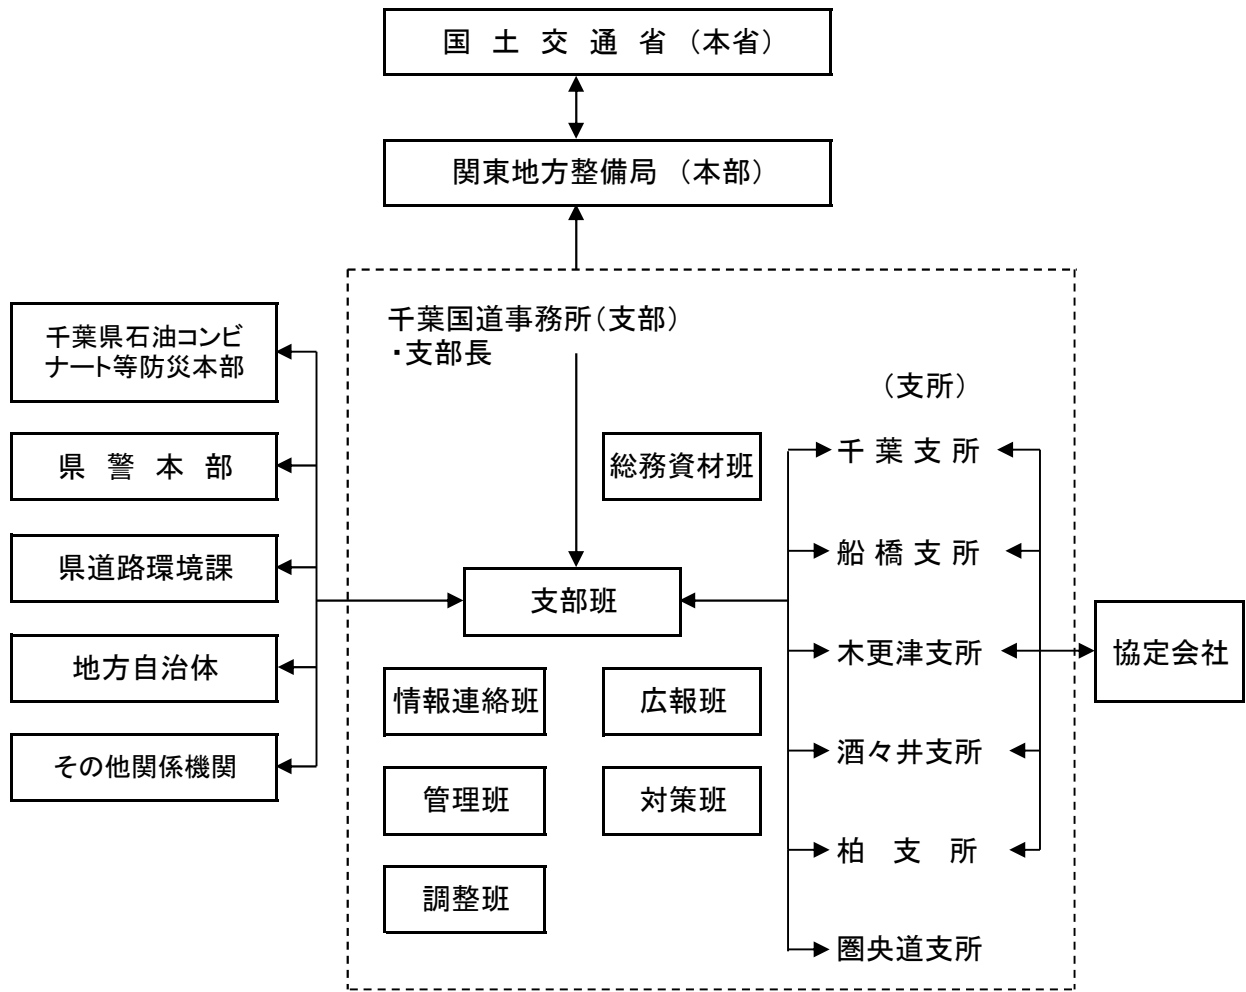 国 土 交 通 省 （本省）
関東地方整備局 （本部）
千葉国道事務所（支部）
・支部長
千葉県石油コンビ
ナート等防災本部
県 警 本 部
県道路環境課
地方自治体
その他関係機関
総務資材班
支部班
情報連絡班
広報班
管理班
対策班
調整班
（支所）
千 葉 支 所
船 橋 支 所
木更津支所
酒々井支所
柏 支 所
圏央道支所
協定会社